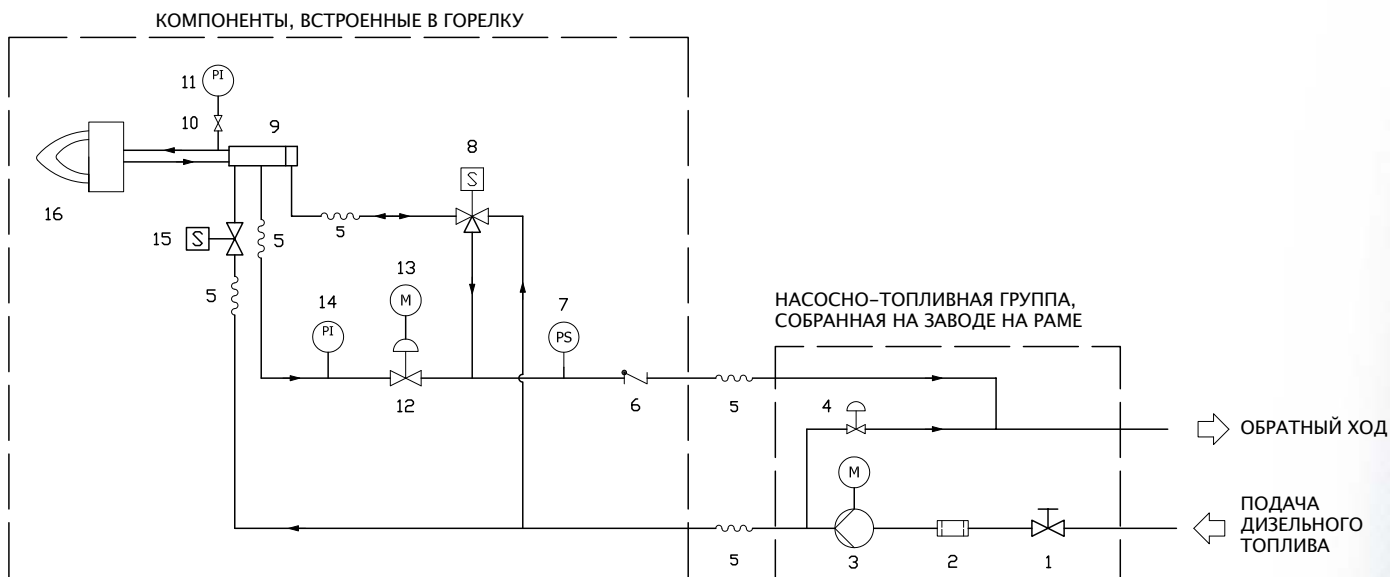 КОМПОНЕНТЫ, ВСТРОЕННЫЕ В ГОРЕЛКУ
11 PI
10
9
8
S
16
15 S
5
5
5
13
M
14
PI
7
PS
12
6
5
НАСОСНО-ТОПЛИВНАЯ ГРУППА,
СОБРАННАЯ НА ЗАВОДЕ НА РАМЕ
4
ОБРАТНЫЙ ХОД
M
ПОДАЧА
ДИЗЕЛЬНОГО
ТОПЛИВА
5
3
2
1